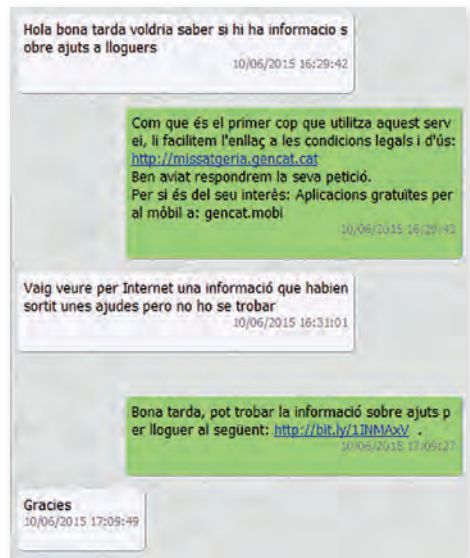 Hola bona tarda voldria saber si hi ha informacio s
obre ajuts a lloguers
10/06/2015 16:29:42
Com que és el primer cop que utilitza aquest serv
ei, li facilitem l'enllaç a les condicions legals i d'ús:
http://missatgeria.gencat.cat
Ben aviat respondrem la seva petició.
Per si és del seu interès: Aplicacions gratuïtes per
al mòbil a: gencat.mobi
10/06/2015 16:29:42
Vaig veure per Internet una informació que habien
sortit unes ajudes pero no ho se trobar
10/06/2015 16:31:01
Bona tarda, pot trobar la informació sobre ajuts p
er lloguer al següent: http://bit.ly/1INMAxV .
10/06/2015 17:09:27
Gracies
10/06/2015 17:09:49